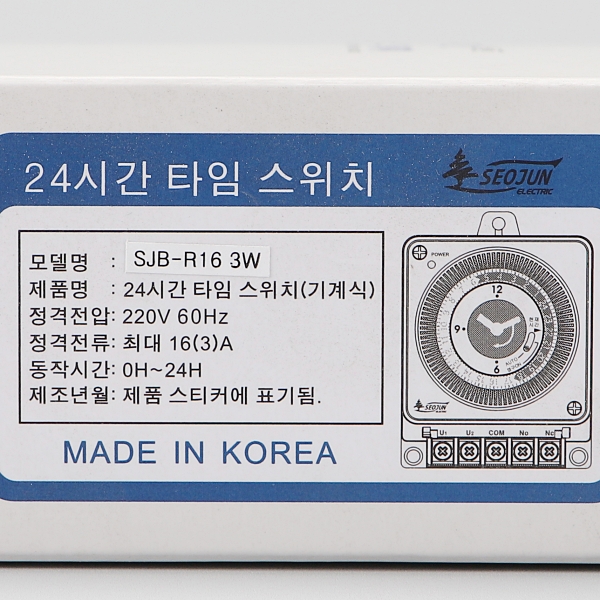 24시간 타임 스위치
SEOJUN
ELECTRIC
모델명 : SJB-R16 3W
제품명 : 24시간 타임 스위치(기계식)
정격전압: 220V 60Hz
정격전류: 최대 16(3)A
동작시간: 0H~24H
제조년월: 제품 스티커에 표기됨.
MADE IN KOREA
POWER
12
9
6
AUTO
SEOJUN
ELECTRIC
U1 U2 COM No Nc